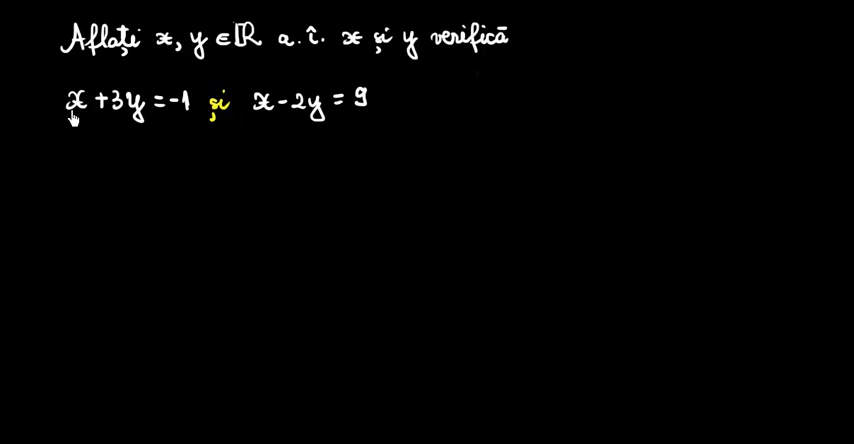 Aflați x, y ∈ ℝ a.î. x și y verifică
x + 3y = -1 și x - 2y = 9